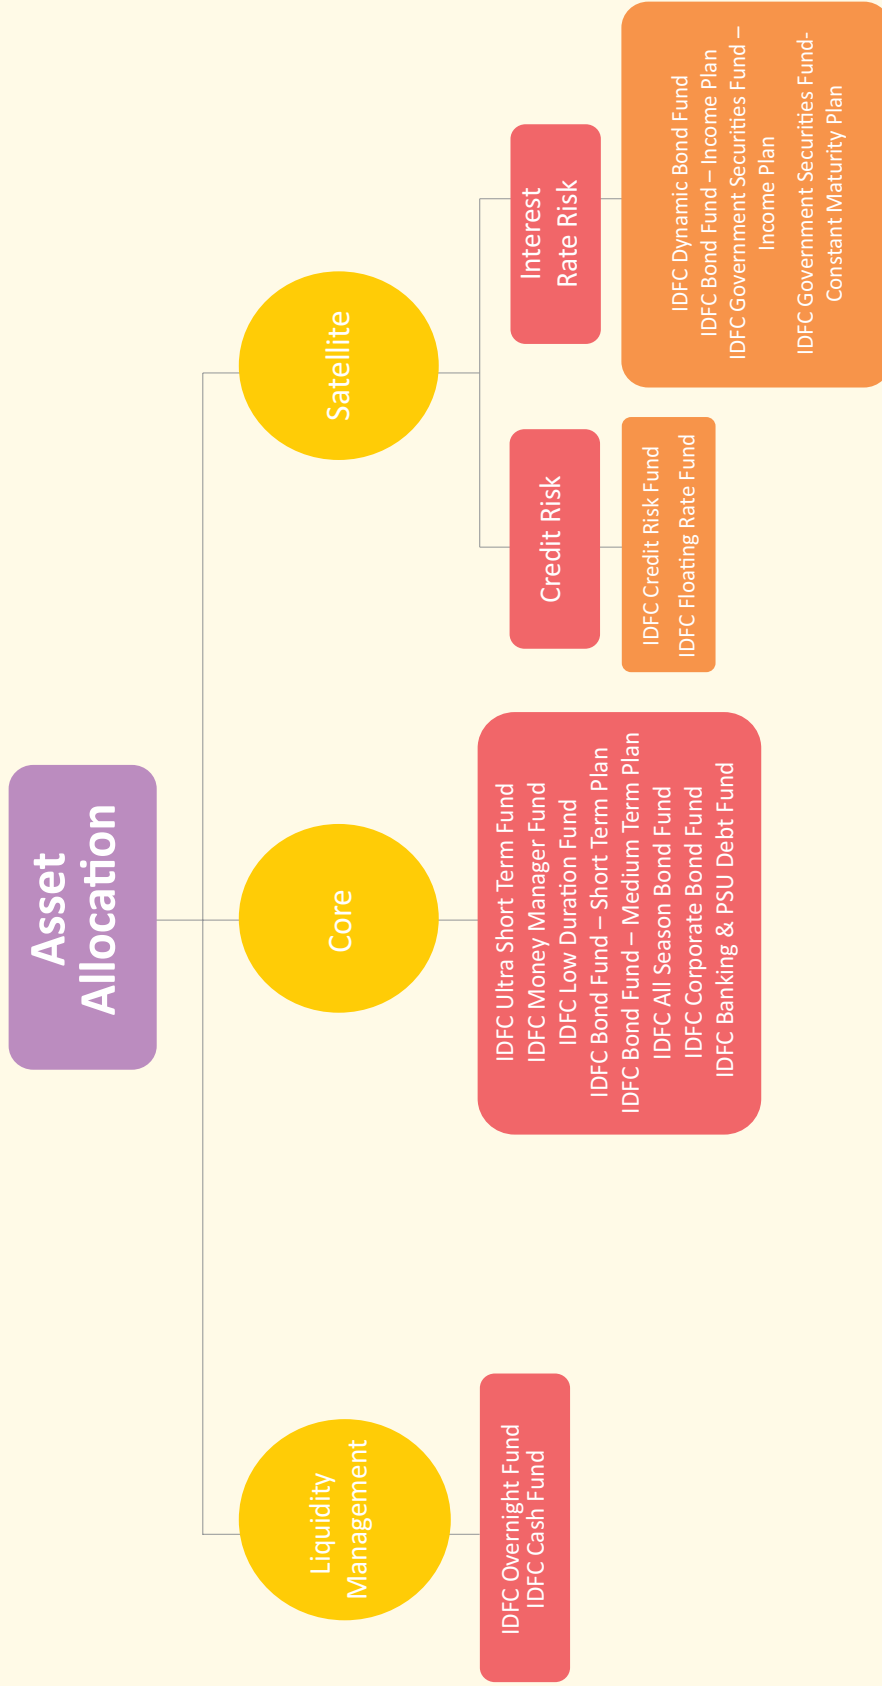 Asset
Allocation
Liquidity
Management
Core
Satellite
IDFC Overnight Fund
IDFC Cash Fund
IDFC Ultra Short Term Fund
IDFC Money Manager Fund
IDFC Low Duration Fund
IDFC Bond Fund – Short Term Plan
IDFC Bond Fund – Medium Term Plan
IDFC All Season Bond Fund
IDFC Corporate Bond Fund
IDFC Banking & PSU Debt Fund
Credit Risk
IDFC Credit Risk Fund
IDFC Floating Rate Fund
Interest
Rate Risk
IDFC Dynamic Bond Fund
IDFC Bond Fund – Income Plan
IDFC Government Securities Fund –
Income Plan
IDFC Government Securities Fund-
Constant Maturity Plan